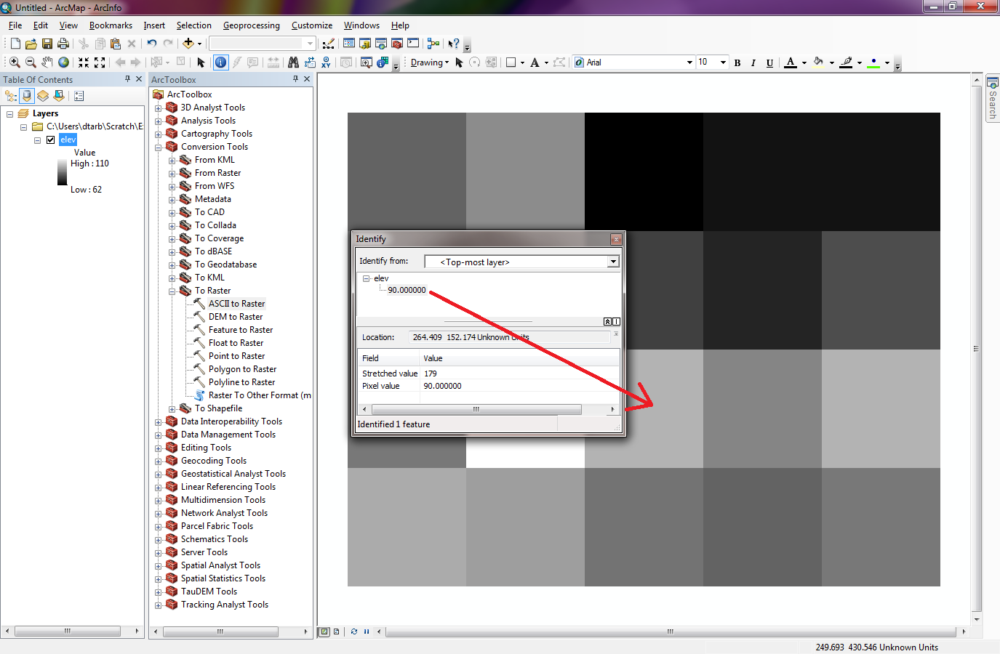 Untitled - ArcMap - ArcInfo
File Edit View Bookmarks Insert Selection Geoprocessing Customize Windows Help
Drawing A Arial 10 B I U A
Table Of Contents
Layers
C:\Users\dtarb\Scratch\E
elev
Value
High : 110
Low : 62
ArcToolbox
ArcToolbox
3D Analyst Tools
Analysis Tools
Cartography Tools
Conversion Tools
From KML
From Raster
From WFS
Metadata
To CAD
To Collada
To Coverage
To dBASE
To Geodatabase
To KML
To Raster
ASCII to Raster
DEM to Raster
Feature to Raster
Float to Raster
Point to Raster
Polygon to Raster
Polyline to Raster
Raster To Other Format (m
To Shapefile
Data Interoperability Tools
Data Management Tools
Editing Tools
Geocoding Tools
Geostatistical Analyst Tools
Linear Referencing Tools
Multidimension Tools
Network Analyst Tools
Parcel Fabric Tools
Schematics Tools
Server Tools
Spatial Analyst Tools
Spatial Statistics Tools
TauDEM Tools
Tracking Analyst Tools
Identify
Identify from: <Top-most layer>
elev
90.000000
Location: 264.409 152.174 Unknown Units
Field Value
Stretched value 179
Pixel value 90.000000
Identified 1 feature
Search
249.693 430.546 Unknown Units